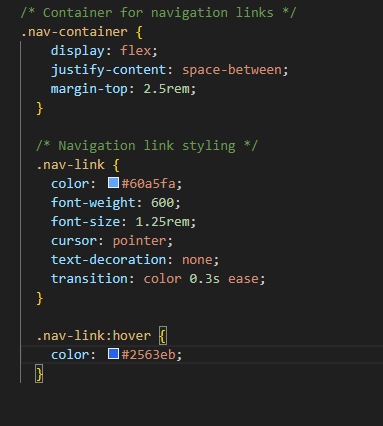 /* Container for navigation links */
.nav-container {
display: flex;
justify-content: space-between;
margin-top: 2.5rem;
}
/* Navigation link styling */
.nav-link {
color: #60a5fa;
font-weight: 600;
font-size: 1.25rem;
cursor: pointer;
text-decoration: none;
transition: color 0.3s ease;
}
.nav-link:hover {
color: #2563eb;
}